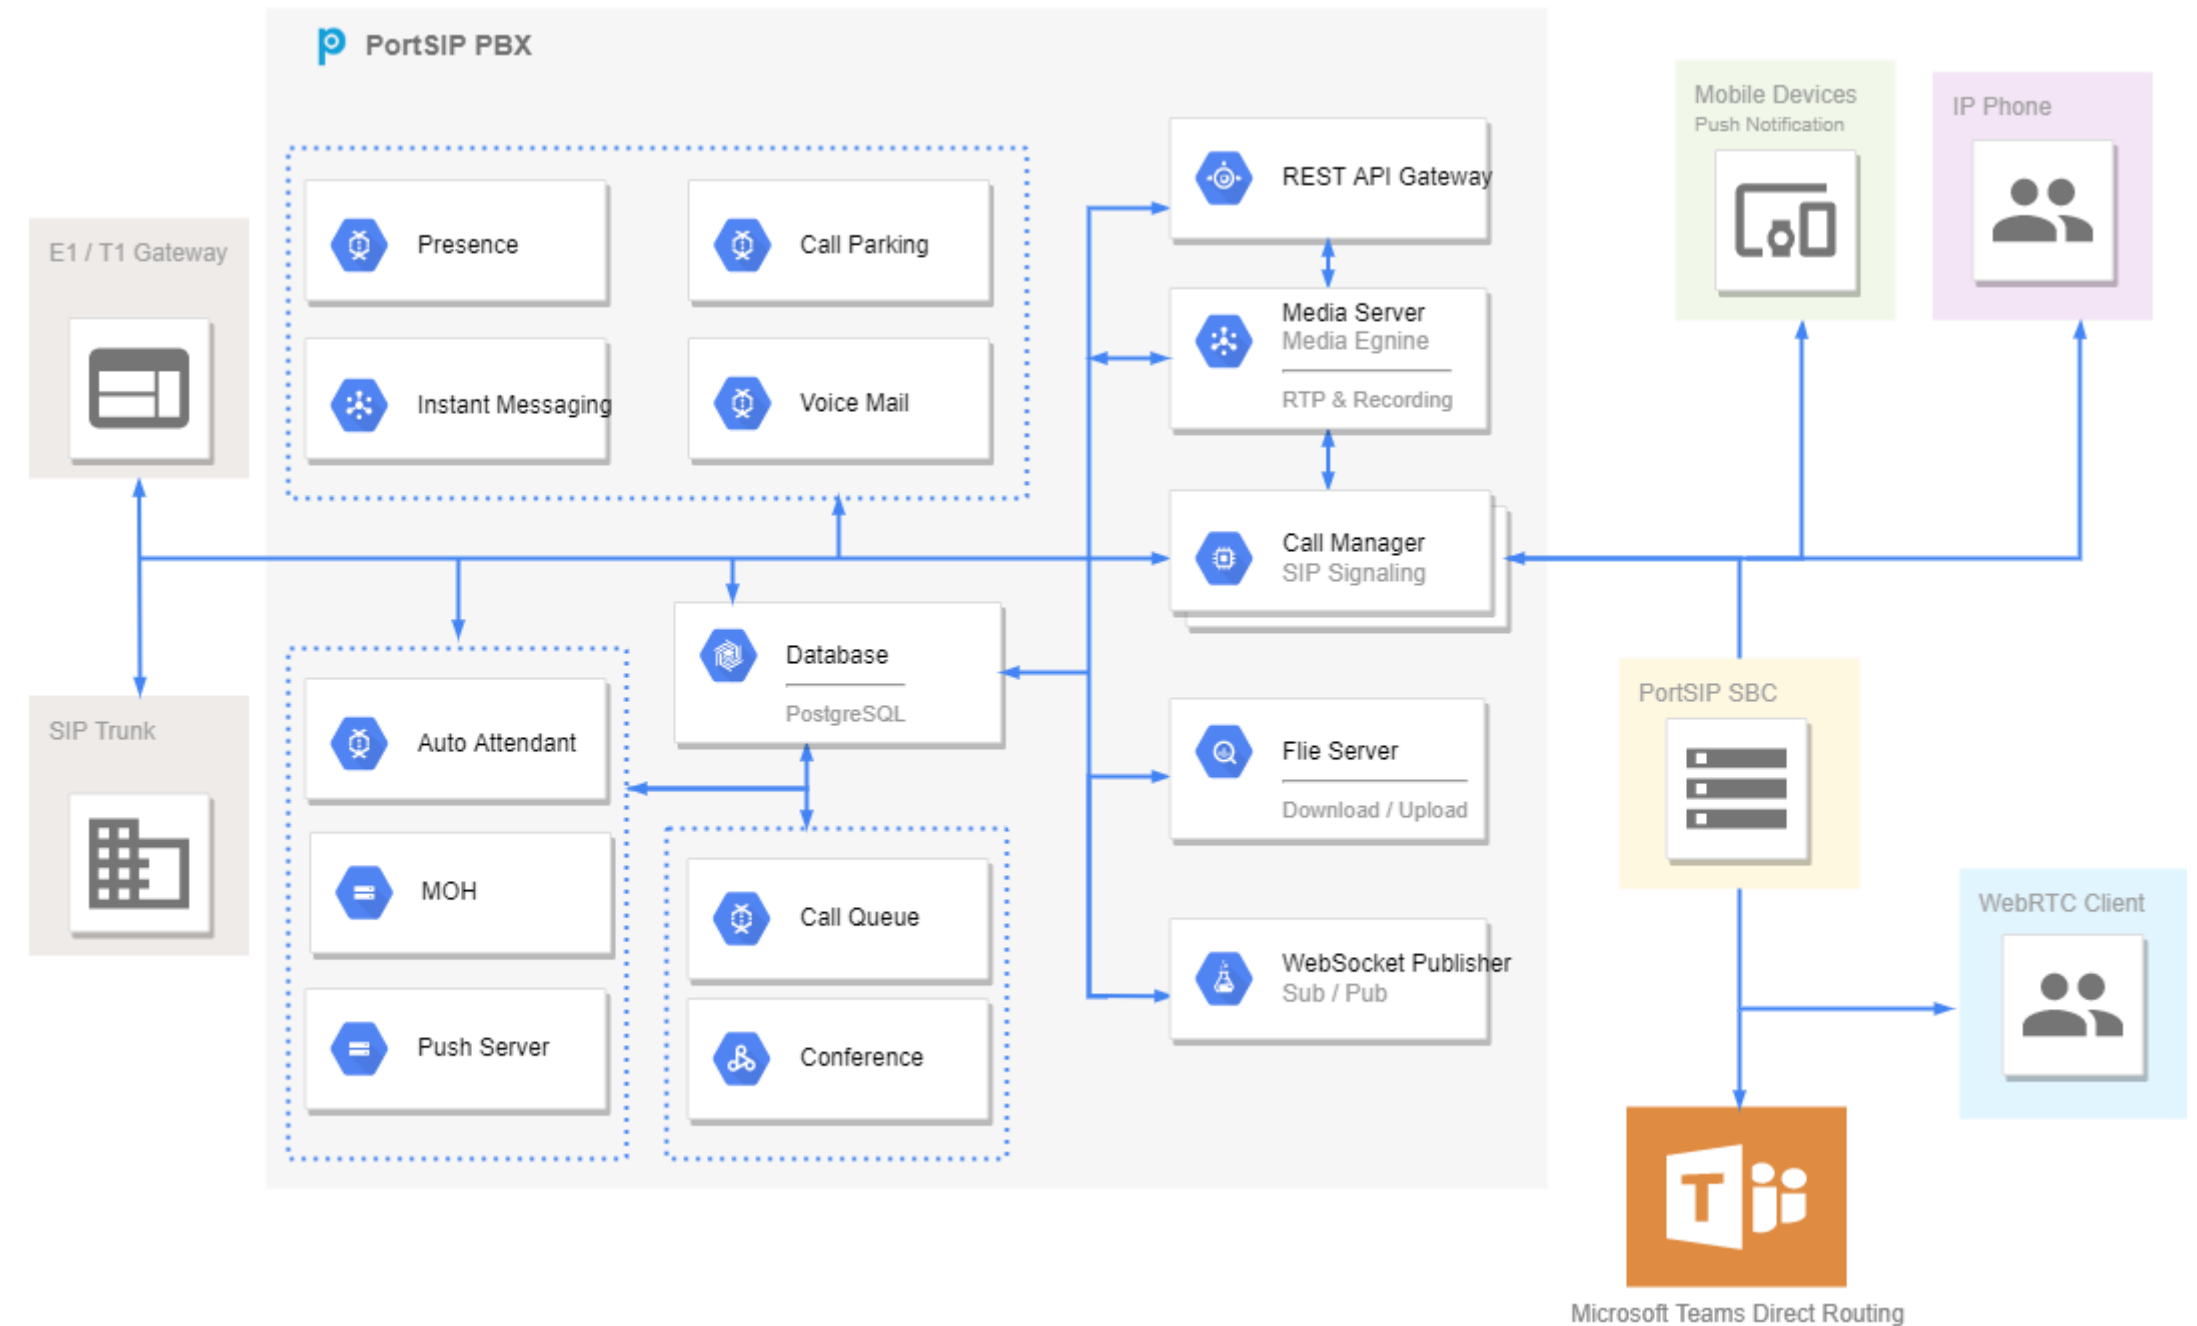 PortSIP PBX
E1 / T1 Gateway
SIP Trunk
Presence
Call Parking
Instant Messaging
Voice Mail
Auto Attendant
MOH
Push Server
Database
PostgreSQL
Call Queue
Conference
REST API Gateway
Media Server
Media Egnine
RTP & Recording
Call Manager
SIP Signaling
Flie Server
Download / Upload
WebSocket Publisher
Sub / Pub
Mobile Devices
Push Notification
IP Phone
PortSIP SBC
WebRTC Client
T
Microsoft Teams Direct Routing